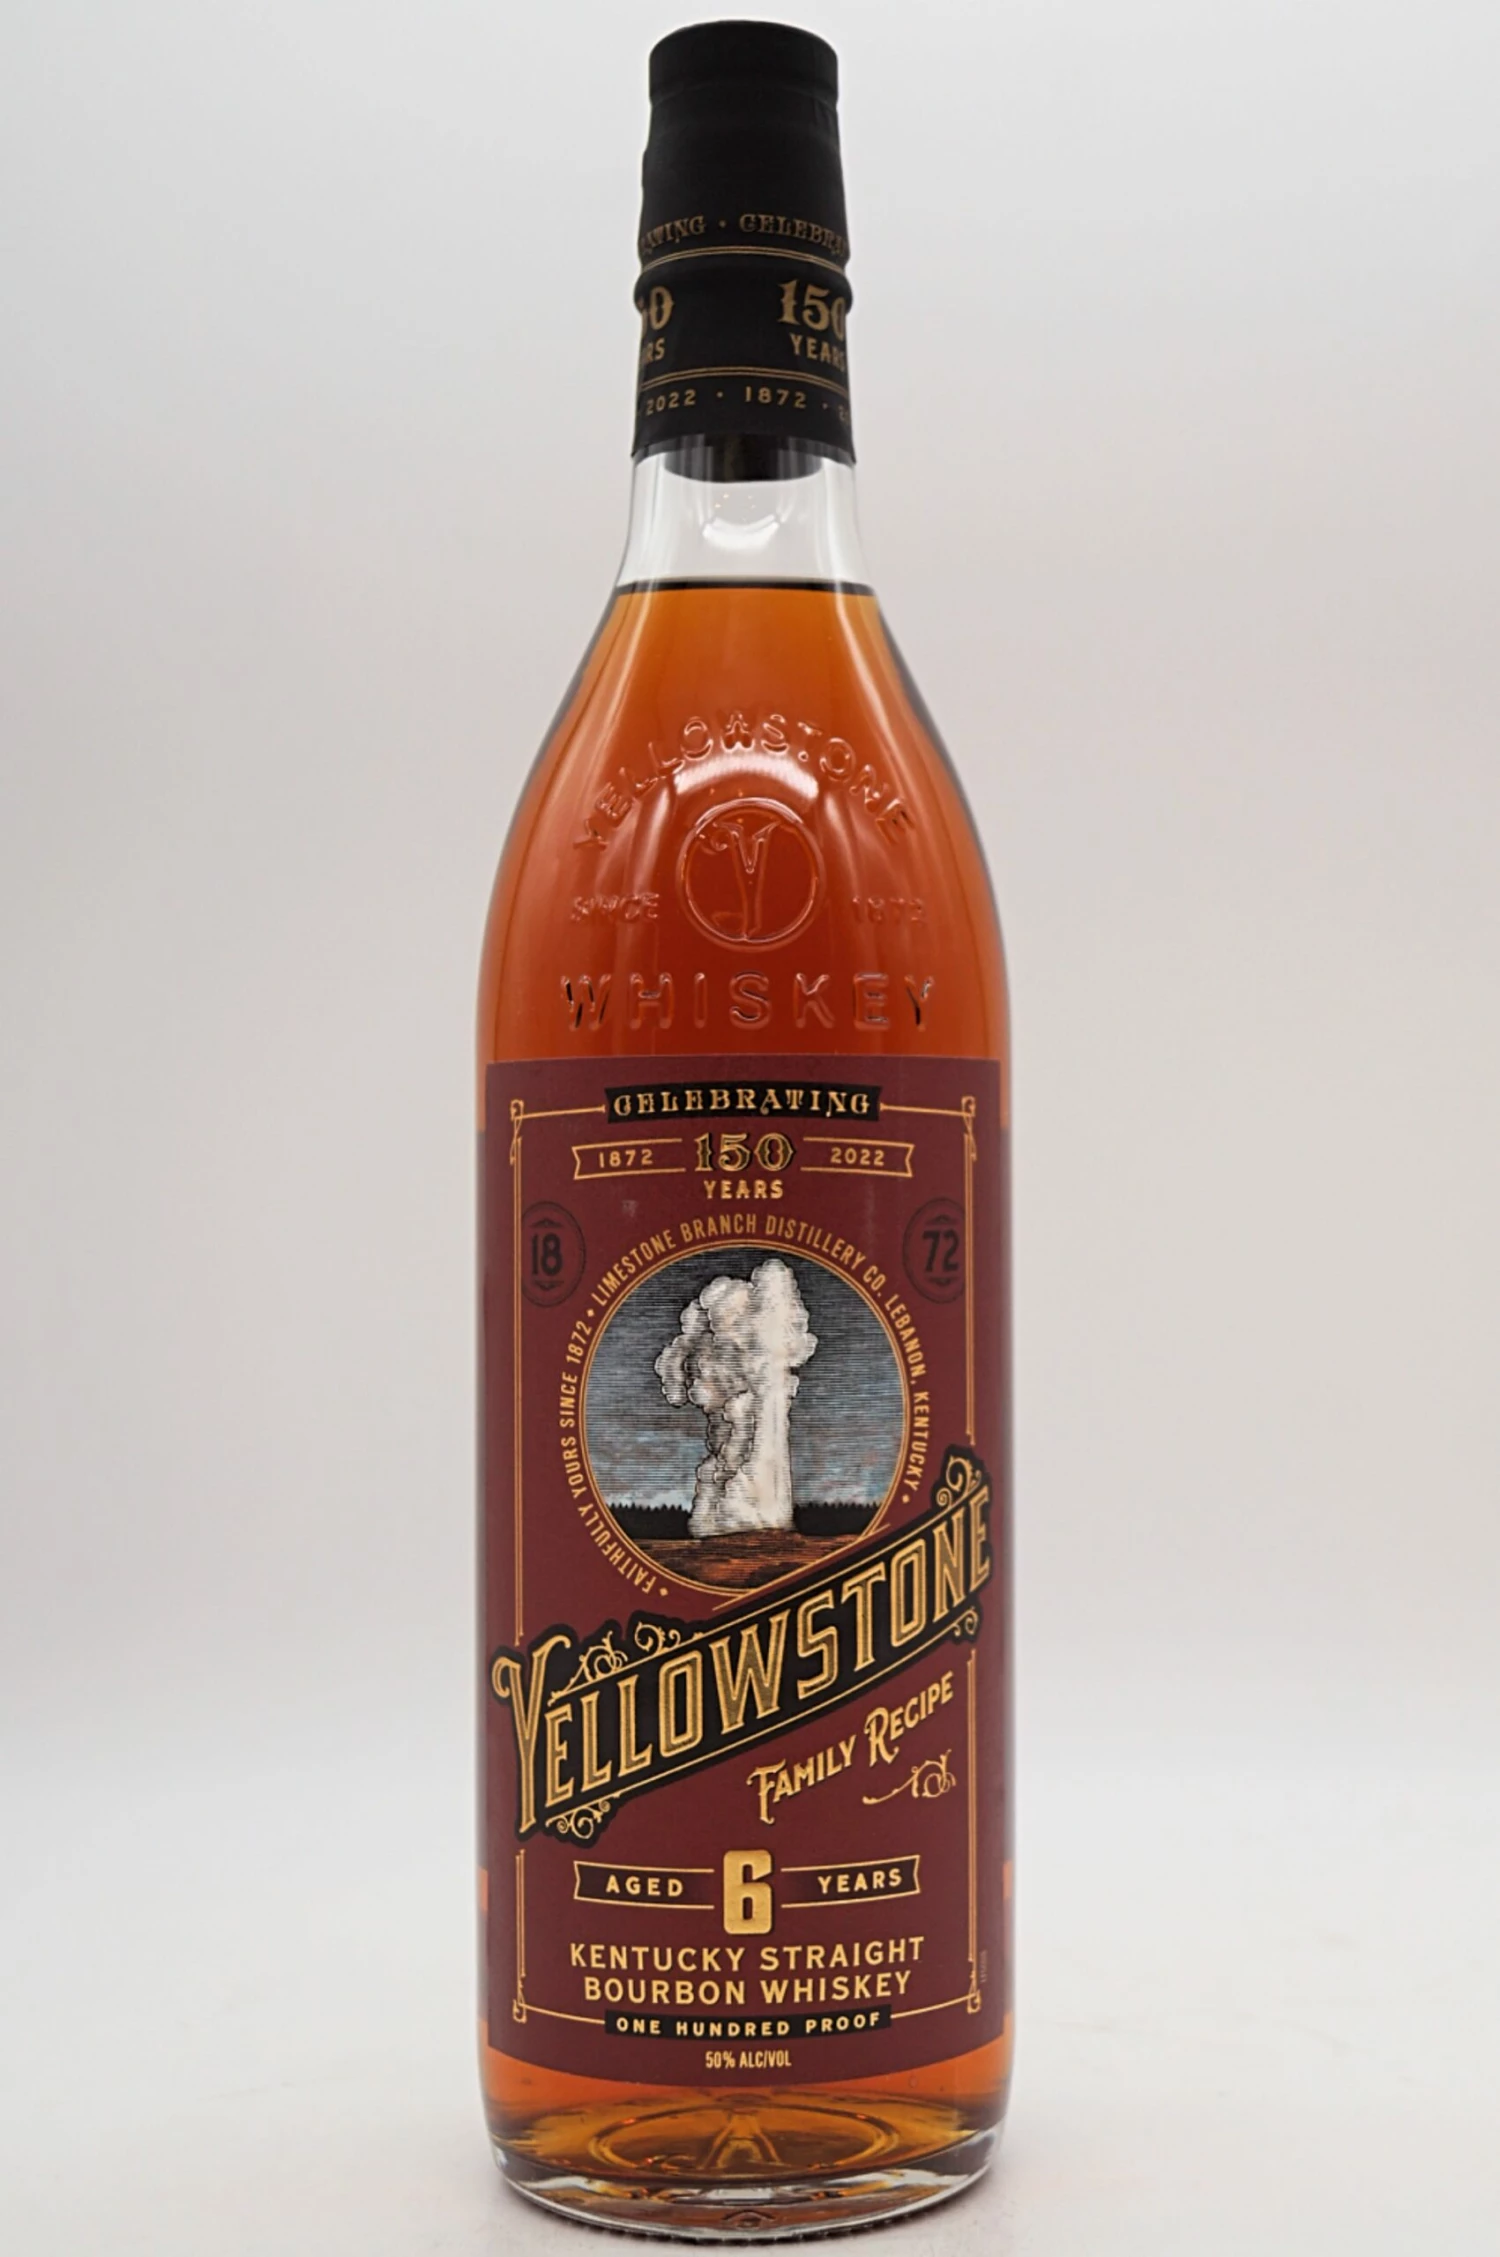 CELEBRATING
150
YEARS
2022 · 1872
YELLOWSTONE
Y
SINCE 1872
WHISKEY
CELEBRATING
1872 150 2022
YEARS
18 72
• FAITHFULLY YOURS SINCE 1872 • LIMESTONE BRANCH DISTILLERY CO. LEBANON, KENTUCKY •
YELLOWSTONE
FAMILY RECIPE
AGED 6 YEARS
KENTUCKY STRAIGHT
BOURBON WHISKEY
ONE HUNDRED PROOF
50% ALC/VOL